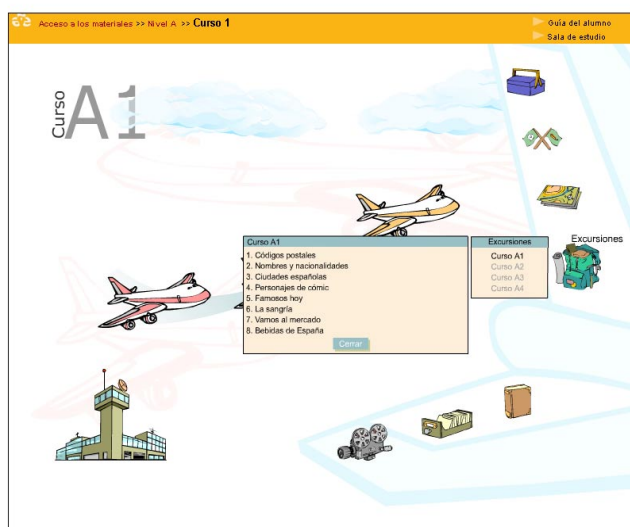 Acceso a los materiales >> Nivel A >> Curso 1
Guía del alumno
Sala de estudio
Curso A1
Excursiones
Curso A1
1. Códigos postales
2. Nombres y nacionalidades
3. Ciudades españolas
4. Personajes de cómic
5. Famosos hoy
6. La sangría
7. Vamos al mercado
8. Bebidas de España
Cerrar
Excursiones
Curso A1
Curso A2
Curso A3
Curso A4